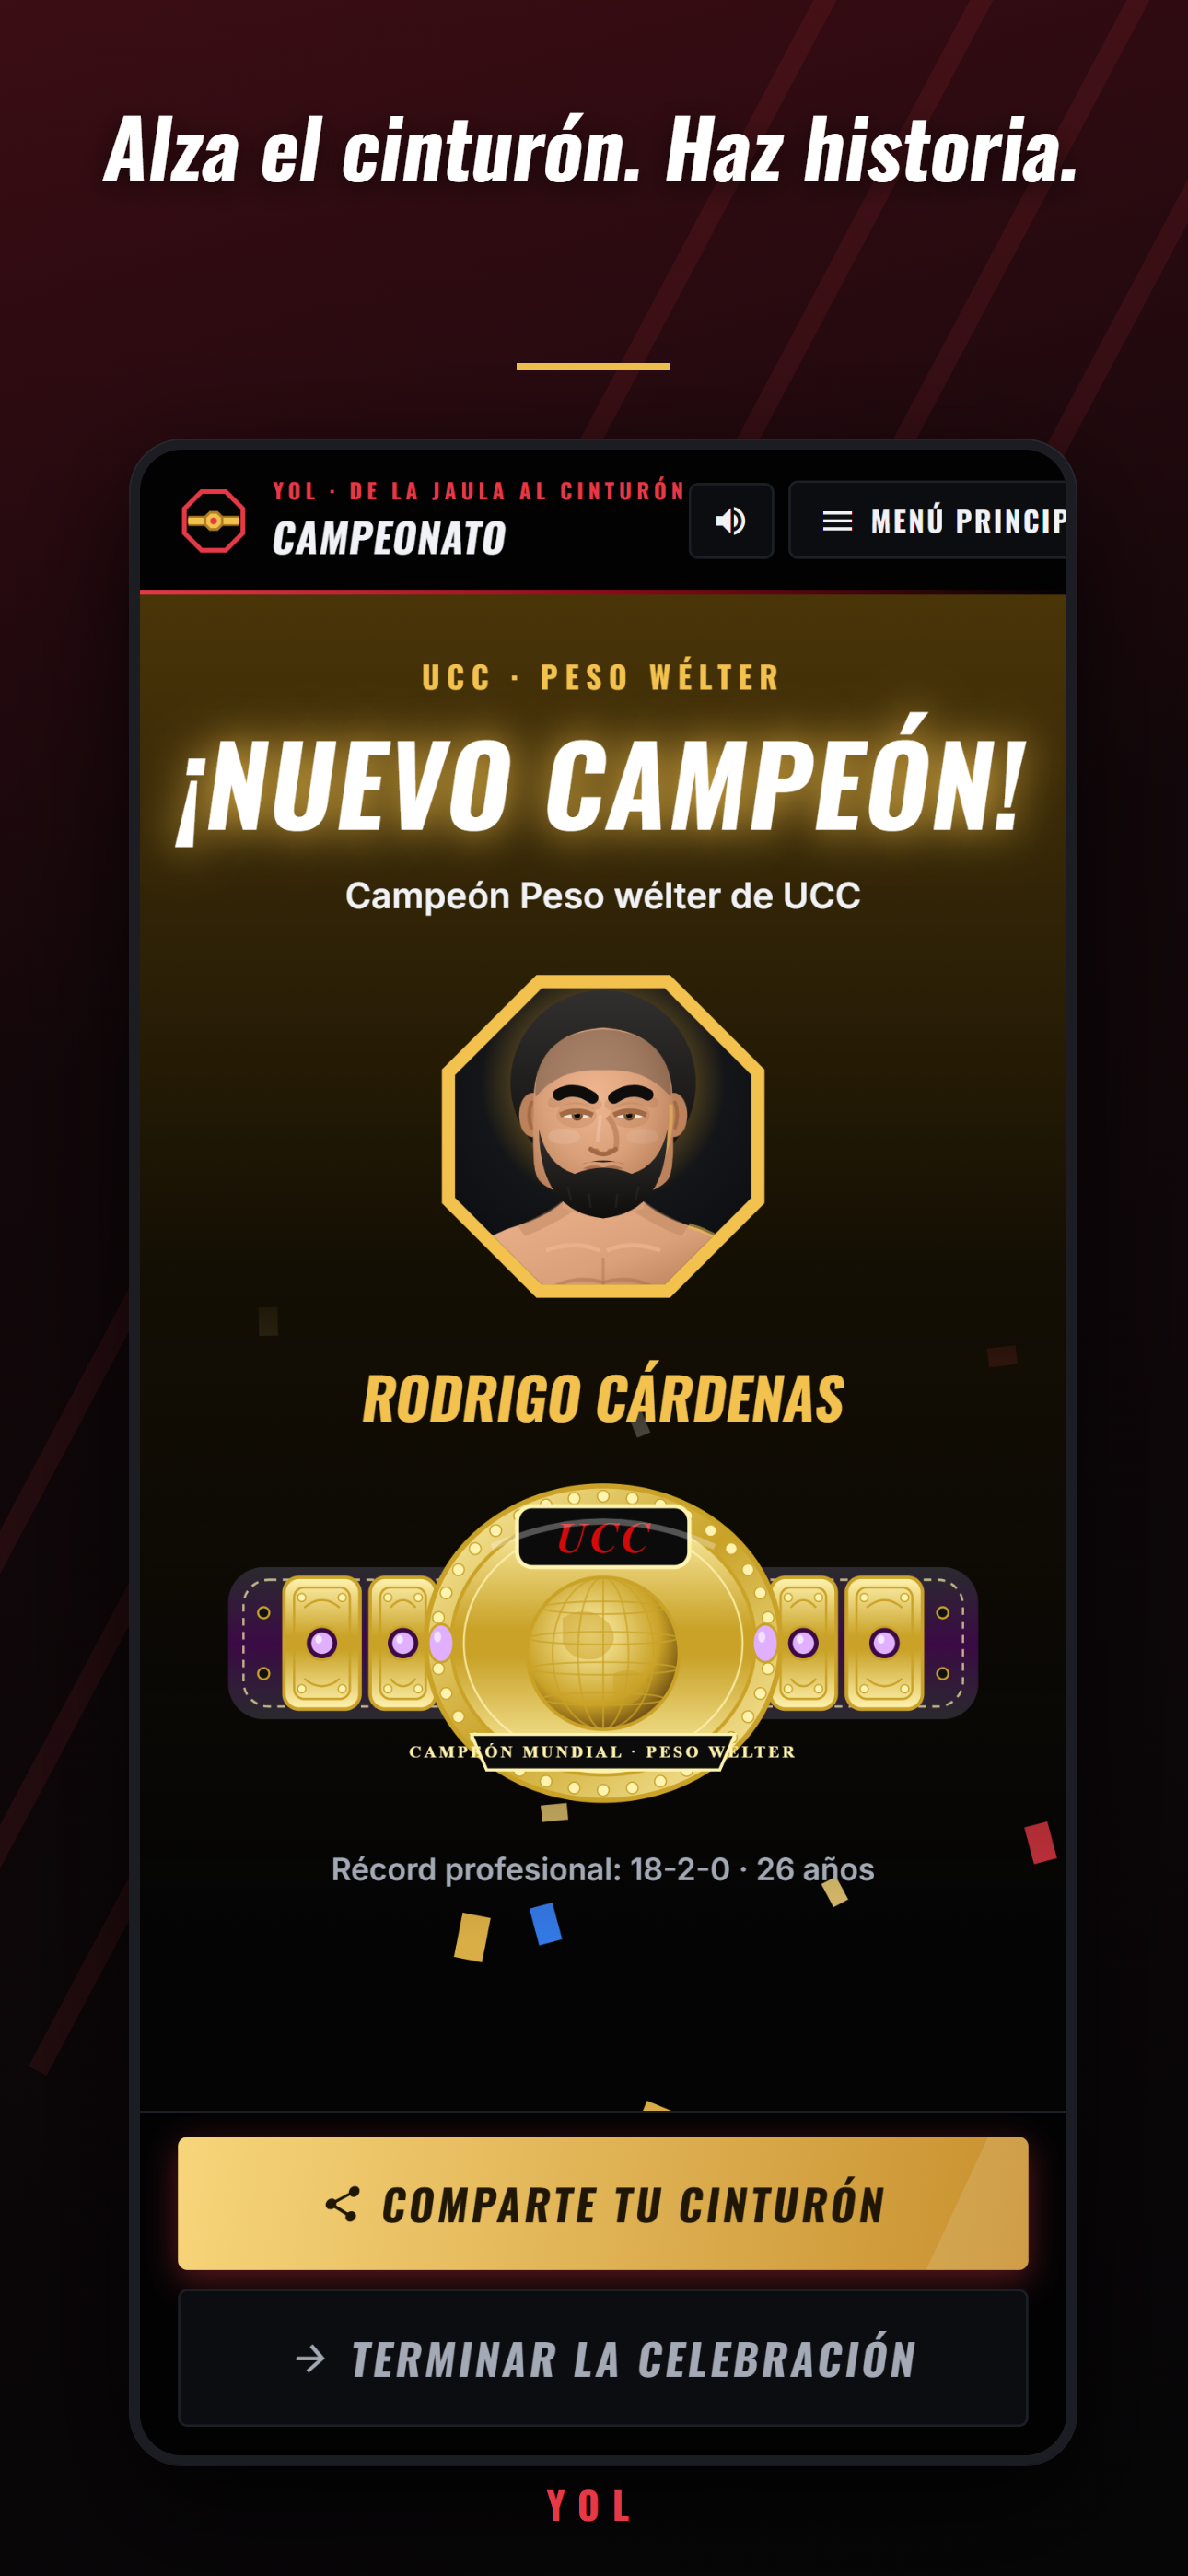 Alza el cinturón. Haz historia.
YOL · DE LA JAULA AL CINTURÓN
CAMPEONATO
MENÚ PRINCIP
UCC · PESO WÉLTER
¡NUEVO CAMPEÓN!
Campeón Peso wélter de UCC
RODRIGO CÁRDENAS
UCC
CAMPEÓN MUNDIAL · PESO WÉLTER
Récord profesional: 18-2-0 · 26 años
COMPARTE TU CINTURÓN
TERMINAR LA CELEBRACIÓN
YOL